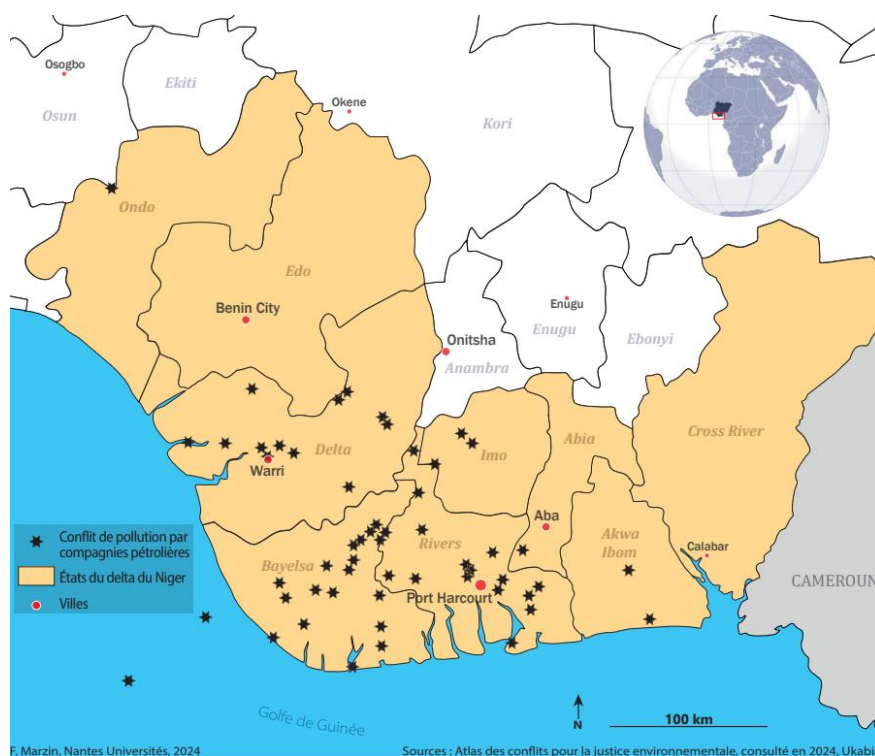 Osogbo
Ekiti
Osun
Okene
Kori
Ondo
Edo
Benin City
Enugu
Onitsha
Enugu
Ebonyi
Anambra
Cross River
Delta
Imo
Abia
Warri
Aba
Conflit de pollution par
compagnies pétrolières
États du delta du Niger
Villes
Bayelsa
Rivers
Akwa
Ibom
Calabar
CAMEROUN
Port Harcourt
Golfe de Guinée
N
100 km
F. Marzin, Nantes Universités, 2024
Sources : Atlas des conflits pour la justice environnementale, consulté en 2024, Ukabi